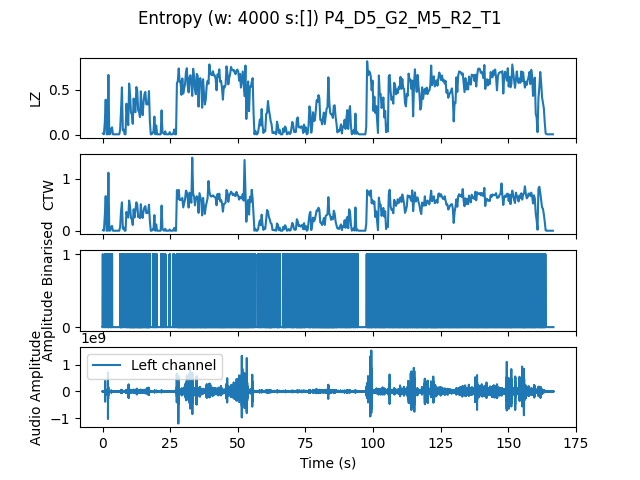 Entropy (w: 4000 s:[]) P4_D5_G2_M5_R2_T1
LZ
0.5
0.0
CTW
1
0
Amplitude Binarised
1
0
1e9
Audio Amplitude
1
0
−1
Left channel
0
25
50
75
100
125
150
175
Time (s)